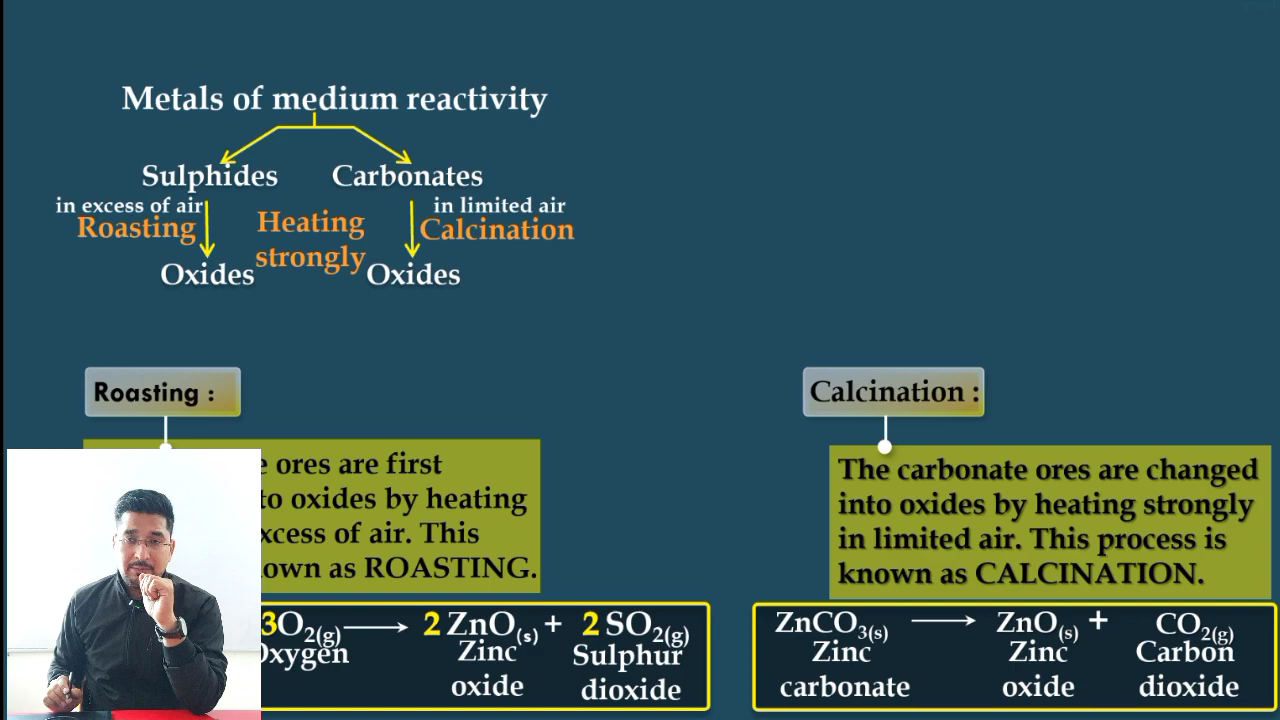 Metals of medium reactivity
Sulphides Carbonates
in excess of air in limited air
Roasting Heating strongly Calcination
Oxides Oxides
Roasting :
ores are first
to oxides by heating
of air. This
as ROASTING.
3O2(g) → 2 ZnO(s) + 2 SO2(g)
Zinc Sulphur
oxide dioxide
Calcination :
The carbonate ores are changed
into oxides by heating strongly
in limited air. This process is
known as CALCINATION.
ZnCO3(s) → ZnO(s) + CO2(g)
Zinc Zinc Carbon
carbonate oxide dioxide